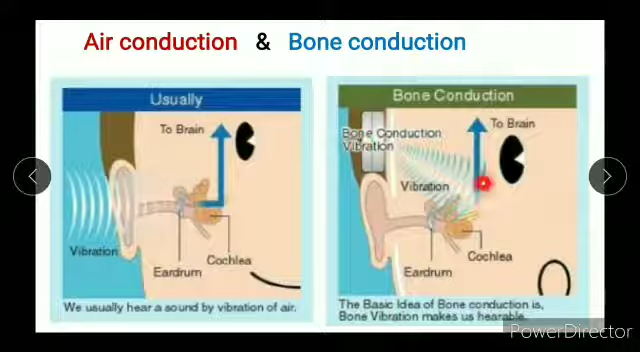 Air conduction & Bone conduction
Usually
To Brain
Vibration
Cochlea
Eardrum
We usually hear a sound by vibration of air.
Bone Conduction
Bone Conduction
Vibration
To Brain
Vibration
Cochlea
Eardrum
The Basic Idea of Bone conduction is,
Bone Vibration makes us hearable.
PowerDirector